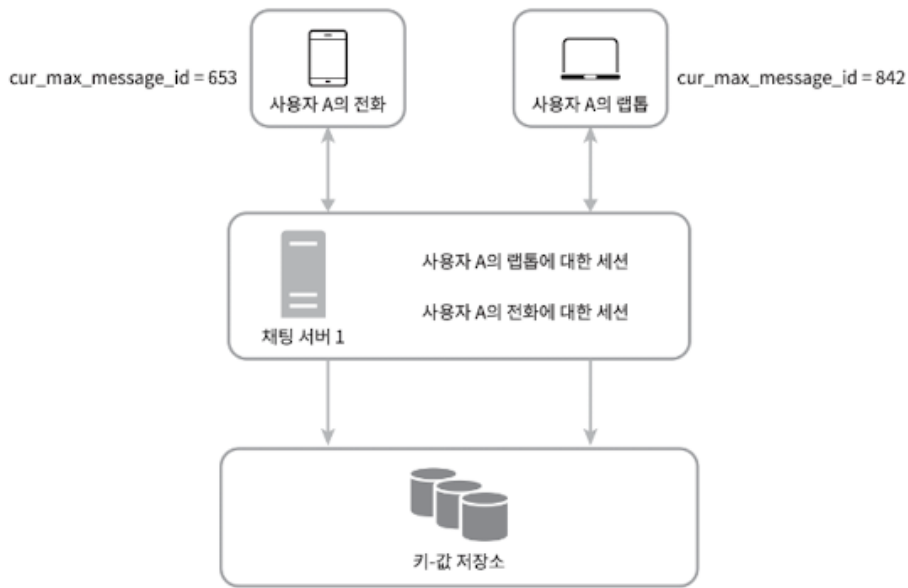 cur_max_message_id = 653
사용자 A의 전화
사용자 A의 랩톱
cur_max_message_id = 842
사용자 A의 랩톱에 대한 세션
사용자 A의 전화에 대한 세션
채팅 서버 1
키-값 저장소